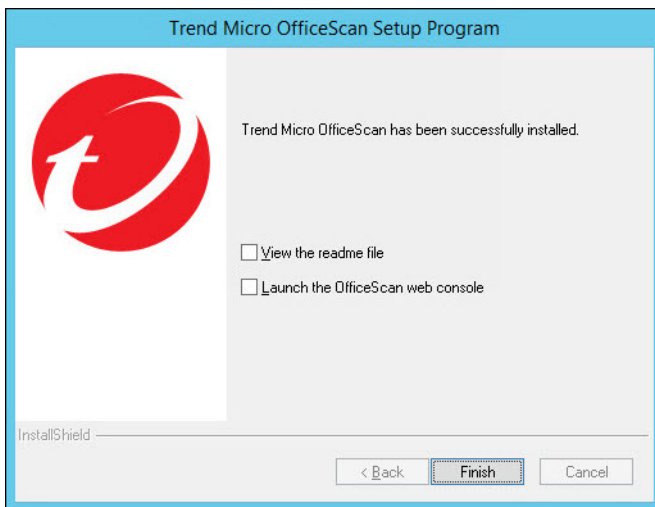 Trend Micro OfficeScan Setup Program
Trend Micro OfficeScan has been successfully installed.
View the readme file
Launch the OfficeScan web console
InstallShield
< Back
Finish
Cancel